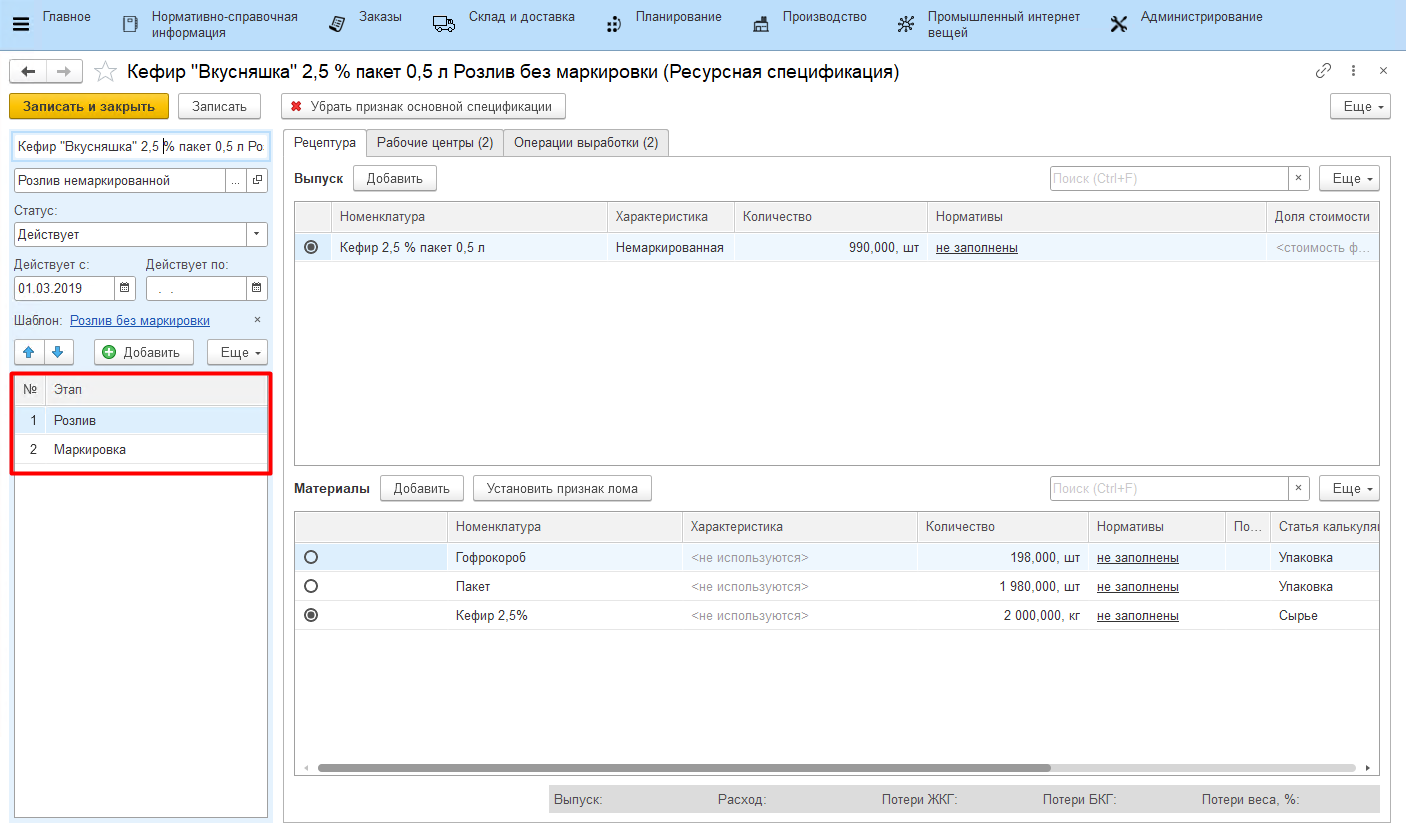 Главное
Нормативно-справочная
информация
Заказы
Склад и доставка
Планирование
Производство
Промышленный интернет
вещей
Администрирование
Кефир "Вкусняшка" 2,5 % пакет 0,5 л Розлив без маркировки (Ресурсная спецификация)
Записать и закрыть
Записать
Убрать признак основной спецификации
Еще
Кефир "Вкусняшка" 2,5 % пакет 0,5 л Роз
Розлив немаркированной
...
Статус:
Действует
Действует с:
Действует по:
01.03.2019
. .
Шаблон: Розлив без маркировки
Добавить
Еще
№ Этап
1 Розлив
2 Маркировка
Рецептура
Рабочие центры (2)
Операции выработки (2)
Выпуск
Добавить
Поиск (Ctrl+F)
Еще
Номенклатура Характеристика Количество Нормативы Доля стоимости
Кефир 2,5 % пакет 0,5 л Немаркированная 990,000, шт не заполнены <стоимость ф...
Материалы
Добавить
Установить признак лома
Поиск (Ctrl+F)
Еще
Номенклатура Характеристика Количество Нормативы По... Статья калькуляц
Гофрокороб <не используются> 198,000, шт не заполнены Упаковка
Пакет <не используются> 1 980,000, шт не заполнены Упаковка
Кефир 2,5% <не используются> 2 000,000, кг не заполнены Сырье
Выпуск: Расход: Потери ЖКГ: Потери БКГ: Потери веса, %: